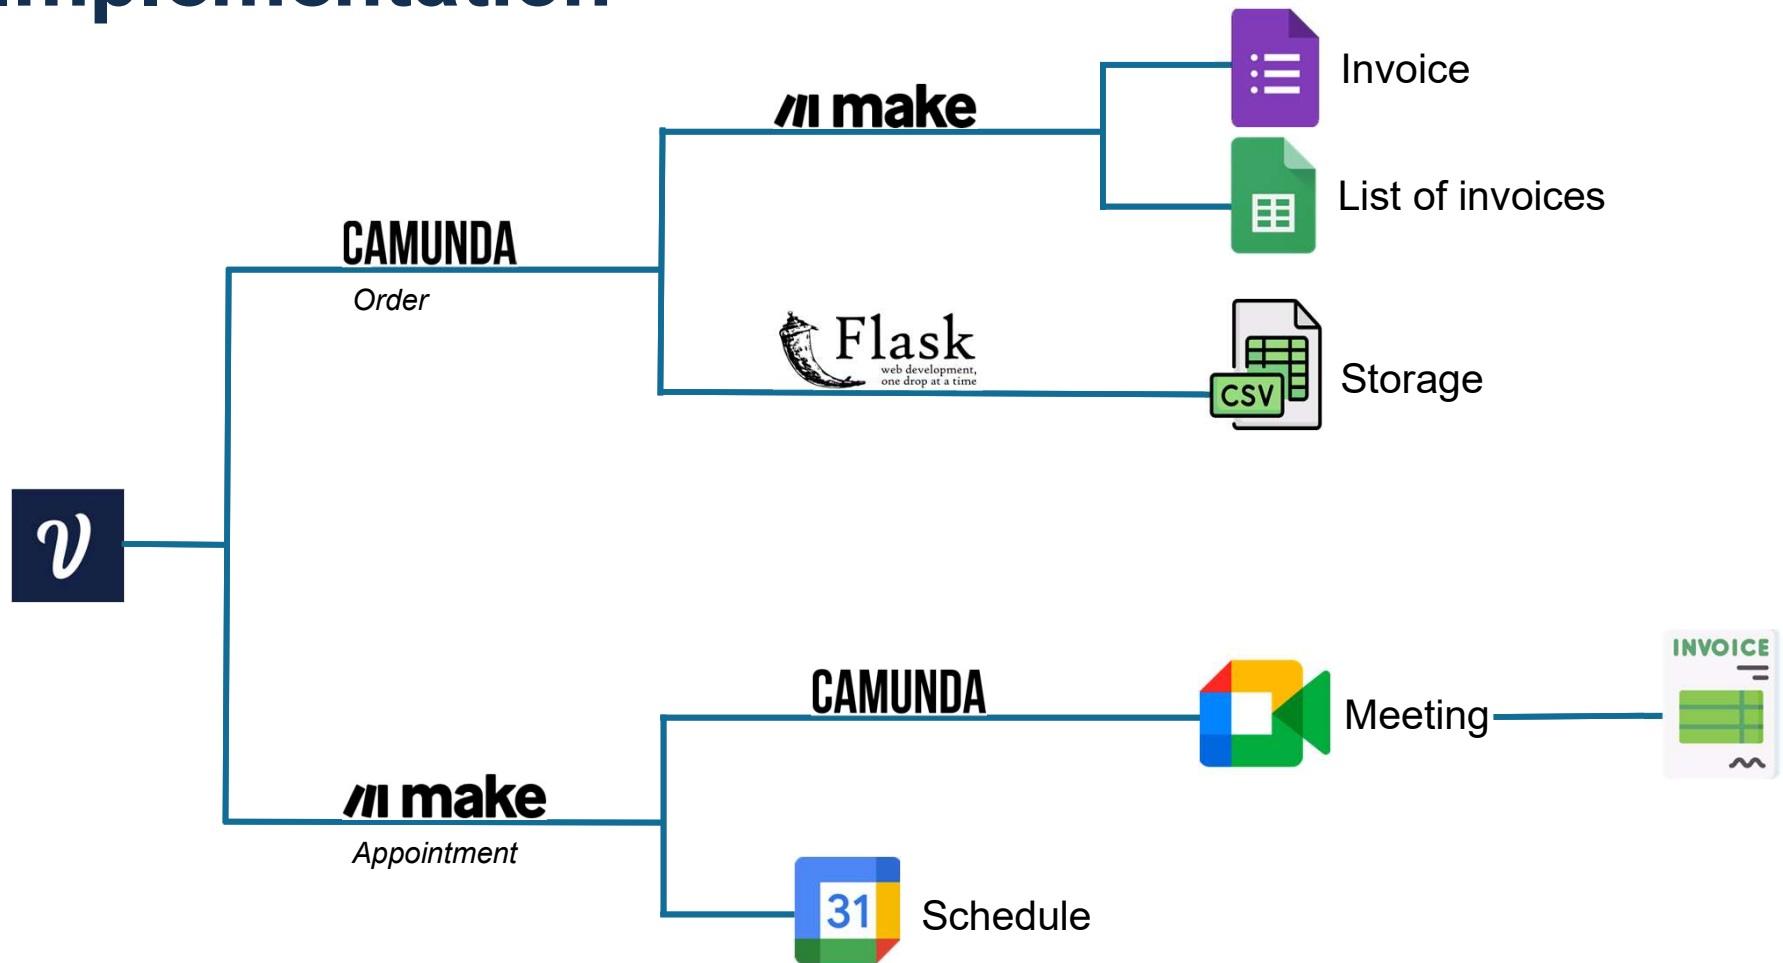 Implementation
make
Invoice
List of invoices
CAMUNDA
Order
Flask
web development,
one drop at a time
CSV
Storage
V
CAMUNDA
Meeting
INVOICE
make
Appointment
31
Schedule